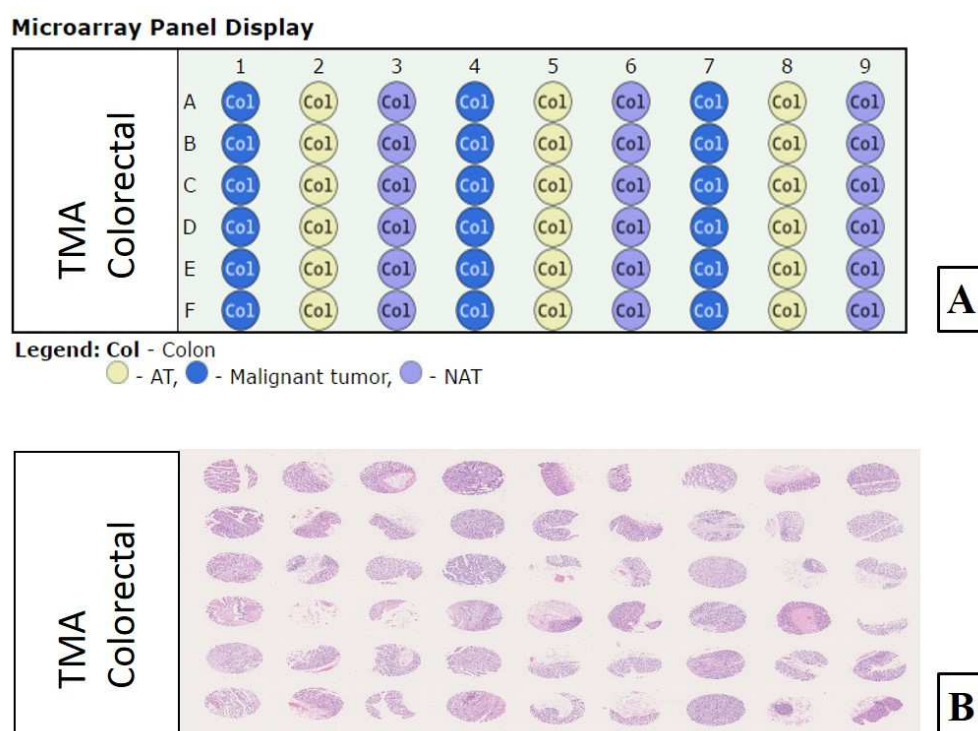 Microarray Panel Display
TMA
Colorectal
1 2 3 4 5 6 7 8 9
A Col Col Col Col Col Col Col Col Col
B Col Col Col Col Col Col Col Col Col
C Col Col Col Col Col Col Col Col Col
D Col Col Col Col Col Col Col Col Col
E Col Col Col Col Col Col Col Col Col
F Col Col Col Col Col Col Col Col Col
A
Legend: Col - Colon
- AT, - Malignant tumor, - NAT
TMA
Colorectal
B